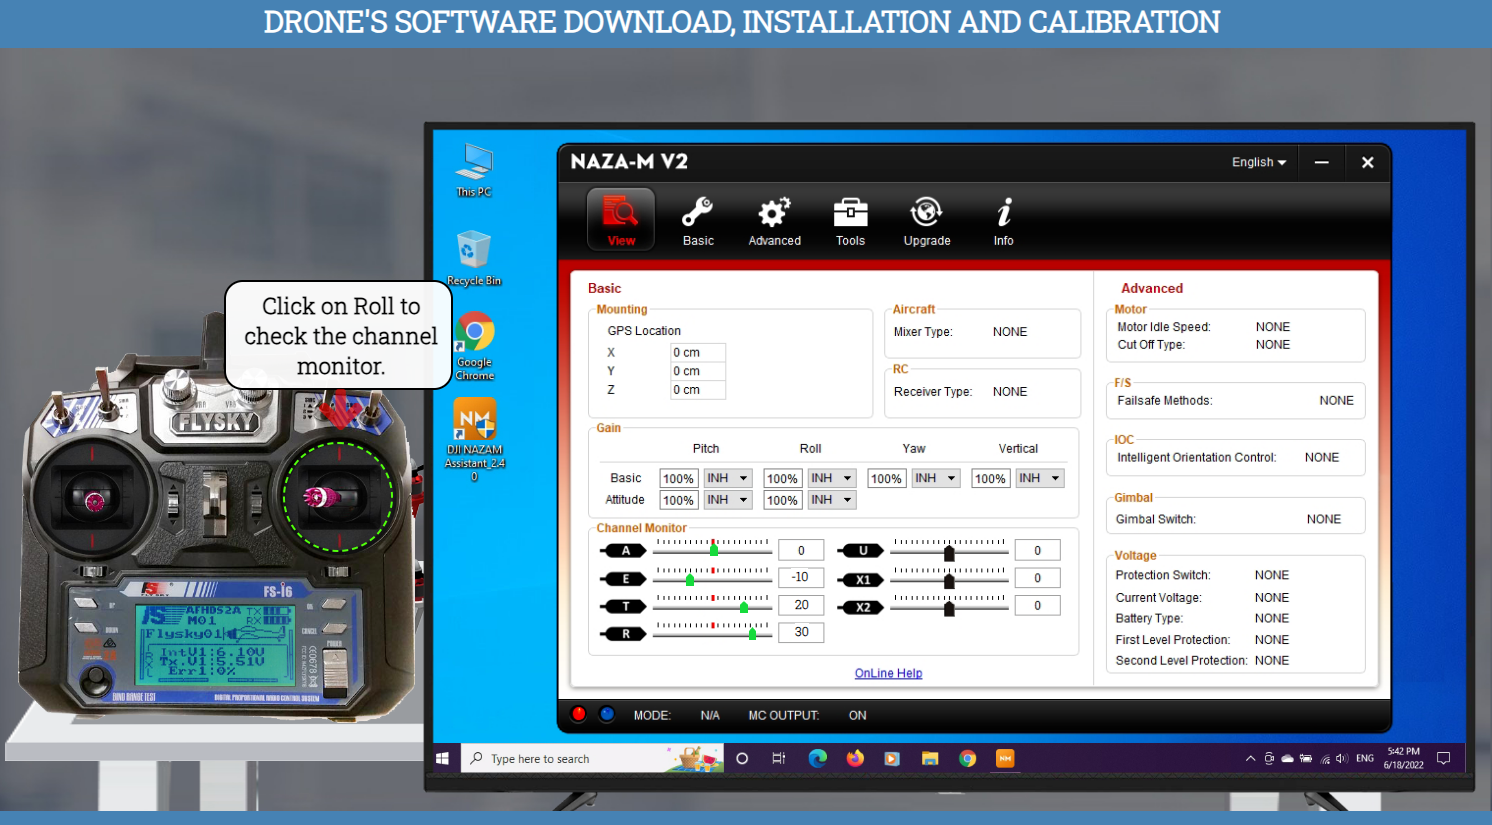 DRONE'S SOFTWARE DOWNLOAD, INSTALLATION AND CALIBRATION
This PC
Recycle Bin
Google
Chrome
NM
DJI NAZAM
Assistant_2.4
0
Click on Roll to
check the channel
monitor.
FLYSKY
FS-i6
AFHDS2A TX
M01 RX
Flysky01
IntV1:6.10V
Tx.V1:5.51V
Err1:0%
DIGITAL PROPORTIONAL RADIO CONTROL SYSTEM
NAZA-M V2
English
View
Basic
Advanced
Tools
Upgrade
Info
Basic
Mounting
GPS Location
X 0 cm
Y 0 cm
Z 0 cm
Aircraft
Mixer Type: NONE
RC
Receiver Type: NONE
Gain
Pitch Roll Yaw Vertical
Basic 100% INH 100% INH 100% INH 100% INH
Attitude 100% INH 100% INH
Channel Monitor
A 0 U 0
E -10 X1 0
T 20 X2 0
R 30
OnLine Help
Advanced
Motor
Motor Idle Speed: NONE
Cut Off Type: NONE
F/S
Failsafe Methods: NONE
IOC
Intelligent Orientation Control: NONE
Gimbal
Gimbal Switch: NONE
Voltage
Protection Switch: NONE
Current Voltage: NONE
Battery Type: NONE
First Level Protection: NONE
Second Level Protection: NONE
MODE: N/A MC OUTPUT: ON
Type here to search
NM
ENG
5:42 PM
6/18/2022